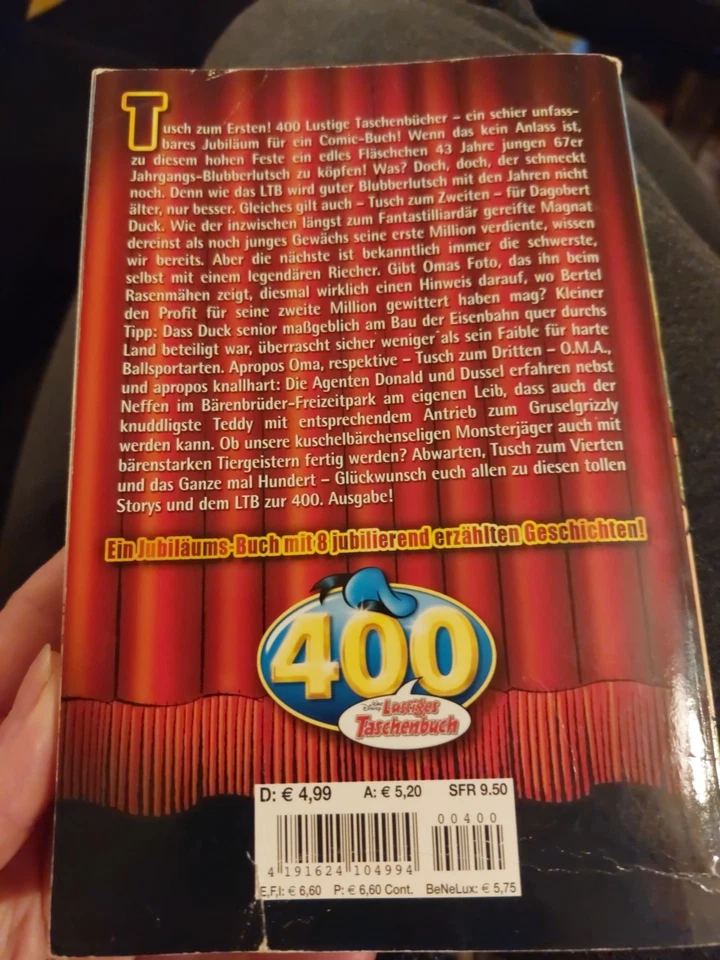 Tusch zum Ersten! 400 Lustige Taschenbücher – ein schier unfass-
bares Jubiläum für ein Comic-Buch! Wenn das kein Anlass ist,
zu diesem hohen Feste ein edles Fläschchen 43 Jahre jungen 67er
Jahrgangs-Blubberlutsch zu köpfen! Was? Doch, doch, der schmeckt
noch. Denn wie das LTB wird guter Blubberlutsch mit den Jahren nicht
älter, nur besser. Gleiches gilt auch – Tusch zum Zweiten – für Dagobert
Duck. Wie der inzwischen längst zum Fantastilliardär gereifte Magnat
dereinst als noch junges Gewächs seine erste Million verdiente, wissen
wir bereits. Aber die nächste ist bekanntlich immer die schwerste,
selbst mit einem legendären Riecher. Gibt Omas Foto, das ihn beim
Rasenmähen zeigt, diesmal wirklich einen Hinweis darauf, wo Bertel
den Profit für seine zweite Million gewittert haben mag? Kleiner
Tipp: Dass Duck senior maßgeblich am Bau der Eisenbahn quer durchs
Land beteiligt war, überrascht sicher weniger als sein Faible für harte
Ballsportarten. Apropos Oma, respektive – Tusch zum Dritten – O.M.A.,
und apropos knallhart: Die Agenten Donald und Dussel erfahren nebst
Neffen im Bärenbrüder-Freizeitpark am eigenen Leib, dass auch der
knuddligste Teddy mit entsprechendem Antrieb zum Gruselgrizzly
werden kann. Ob unsere kuschelbärchenseligen Monsterjäger auch mit
bärenstarken Tiergeistern fertig werden? Abwarten, Tusch zum Vierten
und das Ganze mal Hundert – Glückwunsch euch allen zu diesen tollen
Storys und dem LTB zur 400. Ausgabe!
Ein Jubiläums-Buch mit 8 jubilierend erzählten Geschichten!
400
Walt Disney Lustiges
Taschenbuch
D: € 4,99 A: € 5,20 SFR 9.50
00400
4 191624 104994
E,F,I: € 6,60 P: € 6,60 Cont. BeNeLux: € 5,75